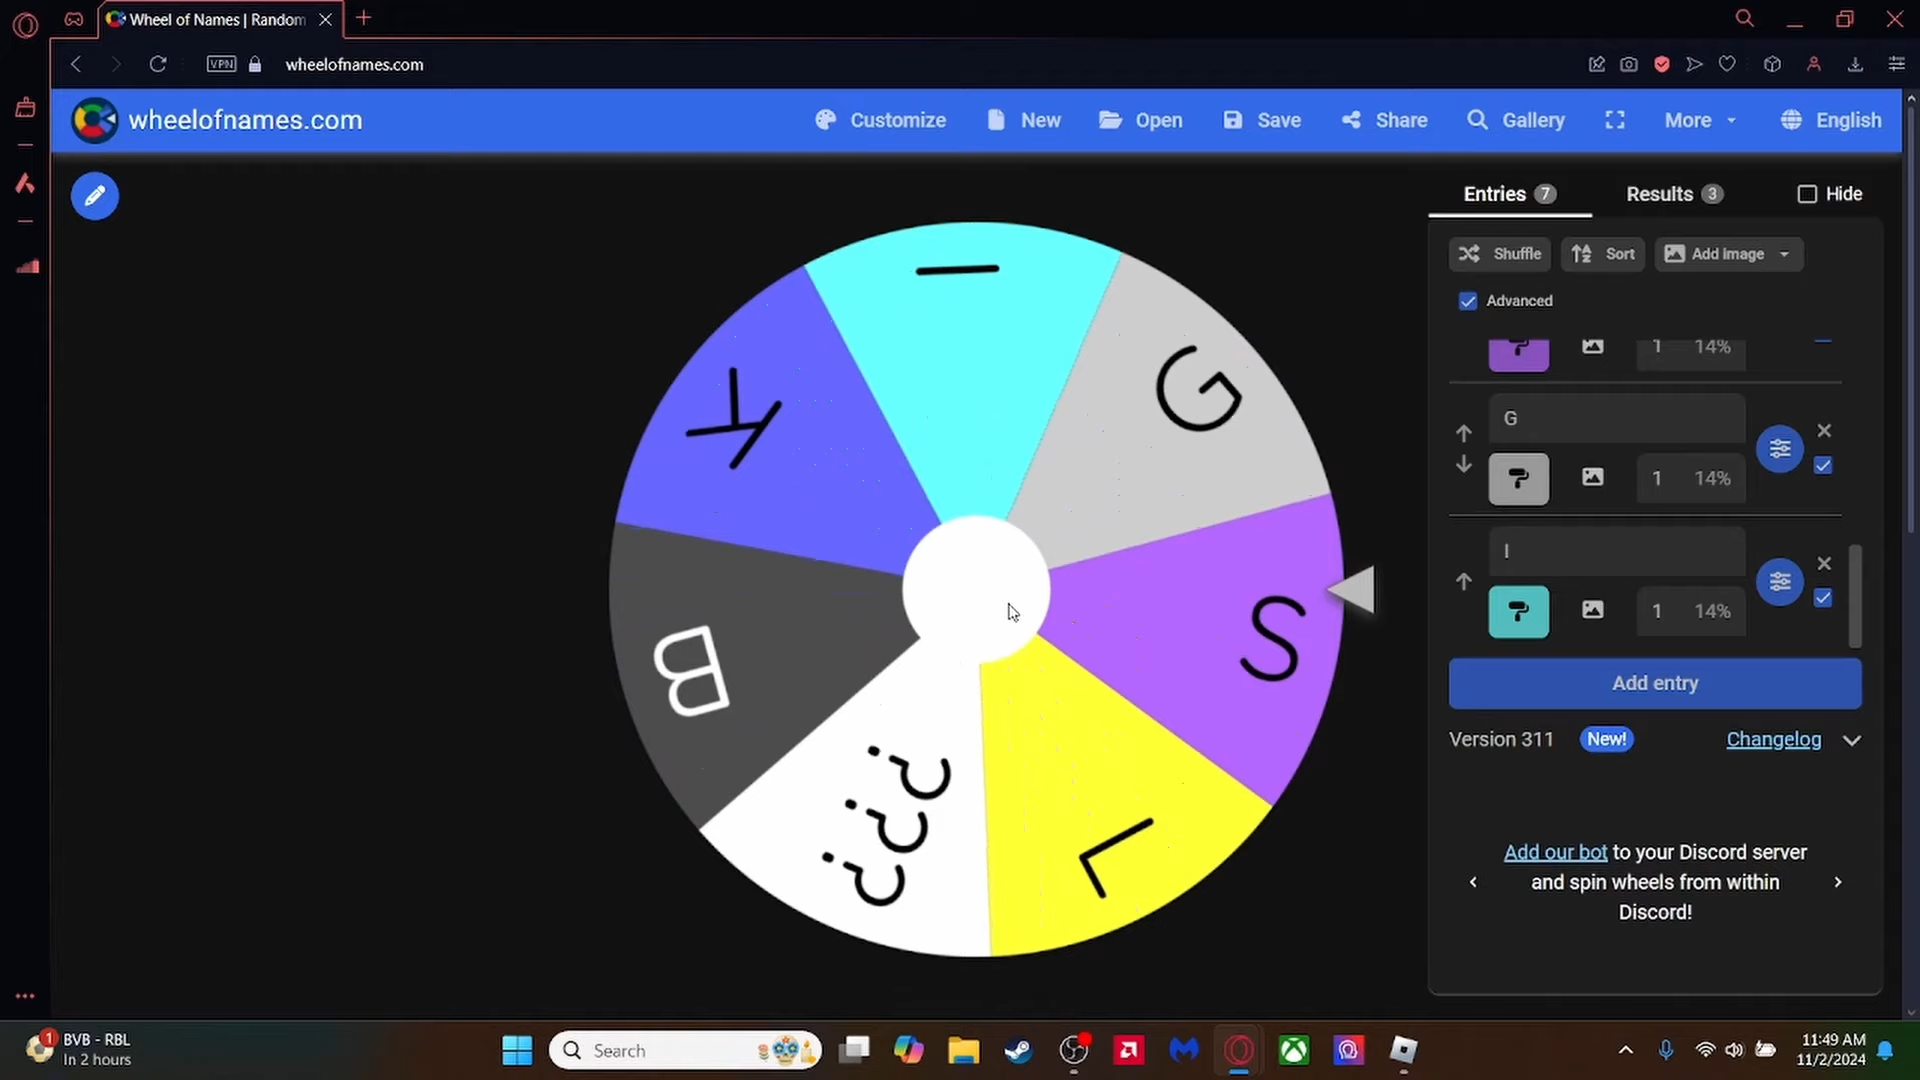 Wheel of Names | Random
VPN
wheelofnames.com
wheelofnames.com
Customize
New
Open
Save
Share
Gallery
More
English
Entries 7
Results 3
Hide
Shuffle
Sort
Add image
Advanced
1 14%
G
1 14%
I
1 14%
Add entry
Version 311
New!
Changelog
Add our bot to your Discord server
and spin wheels from within
Discord!
I
G
S
L
???
B
K
1
BVB - RBL
In 2 hours
Search
11:49 AM
11/2/2024